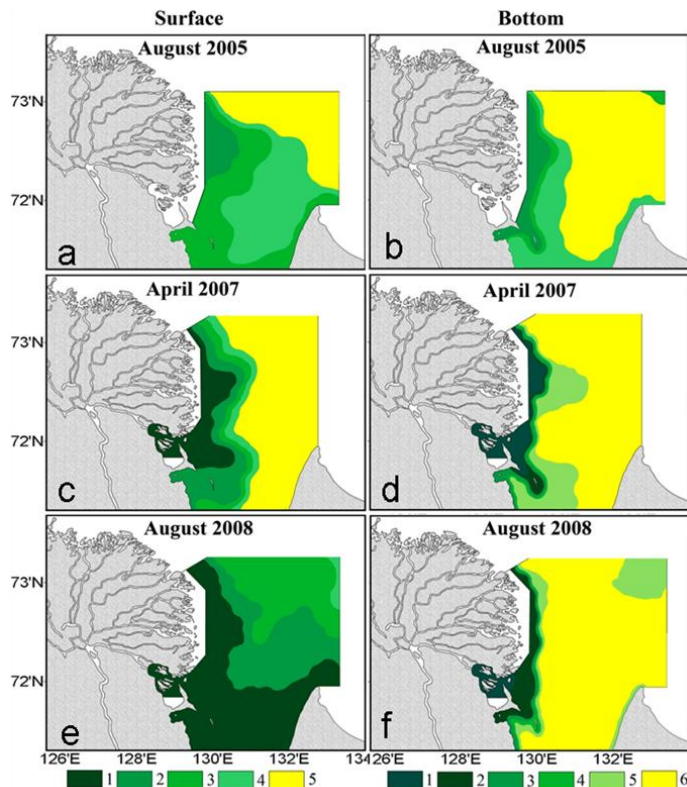 Surface Bottom
August 2005 August 2005
73'N
72'N
a b
April 2007 April 2007
73'N
72'N
c d
August 2008 August 2008
73'N
72'N
e f
126'E 128'E 130'E 132'E 134 126'E 128'E 130'E 132'E
1 2 3 4 5 1 2 3 4 5 6